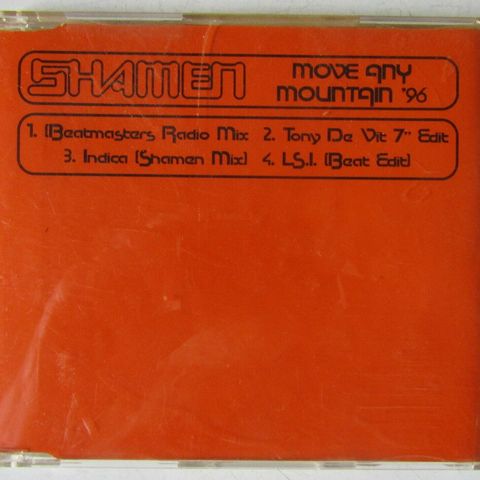 SHAMEN
MOVE ANY
MOUNTAIN '96
1. (Beatmasters Radio Mix 2. Tony De Vit 7" Edit
3. Indica (Shamen Mix) 4. L.S.I. (Beat Edit)